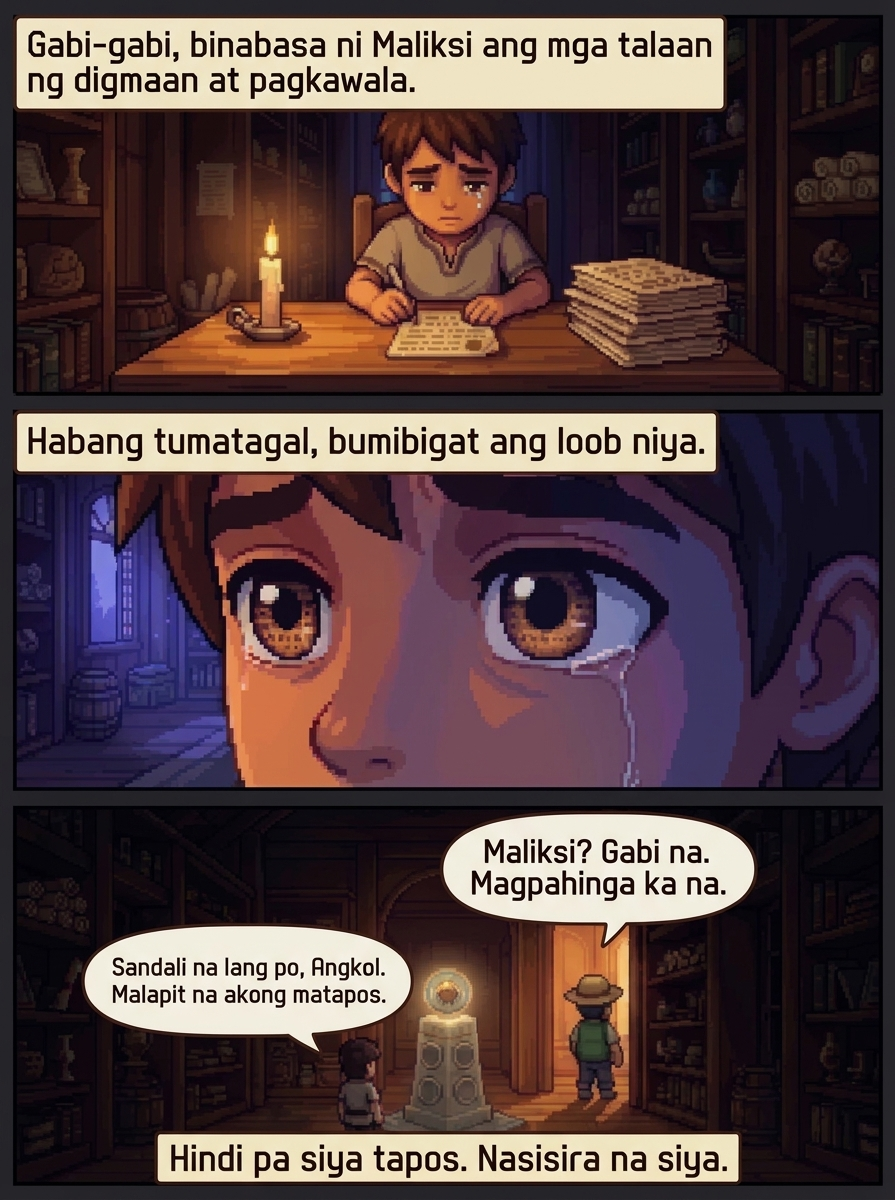 Gabi-gabi, binabasa ni Maliksi ang mga talaan
ng digmaan at pagkawala.
Habang tumatagal, bumibigat ang loob niya.
Maliksi? Gabi na.
Magpahinga ka na.
Sandali na lang po, Angkol.
Malapit na akong matapos.
Hindi pa siya tapos. Nasisira na siya.